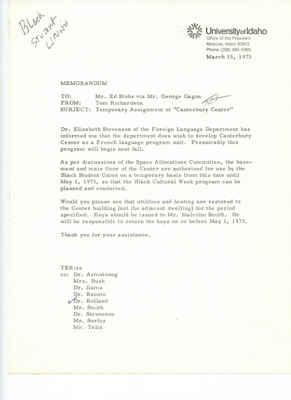 Black
Student
Union
University of Idaho
Office of the President
Moscow, Idaho 83843
Phone (208) 885-6365
March 15, 1973
MEMORANDUM
TO: Mr. Ed Stohs via Mr. George Gagon
FROM: Tom Richardson
SUBJECT: Temporary Assignment of "Canterbury Center"
Dr. Elizabeth Stevenson of the Foreign Language Department has
informed me that the department does wish to develop Canterbury
Center as a French language program unit. Presumably this
program will begin next fall.
As per discussions of the Space Allocations Committee, the base-
ment and main floor of the Center are authorized for use by the
Black Student Union on a temporary basis from this date until
May 1, 1973, so that the Black Cultural Week program can be
planned and conducted.
Would you please see that utilities and heating are restored to
the Center building (not the adjacent dwelling) for the period
specified. Keys should be issued to Mr. Malcolm Smith. He
will be responsible to return the keys on or before May 1, 1973.
Thank you for your assistance.
TER:ss
cc: Dr. Armstrong
Mrs. Bush
Dr. Iiams
Dr. Raunio
Dr. Rolland
Mr. Smith
Dr. Stevenson
Mr. Surfus
Mr. Telin